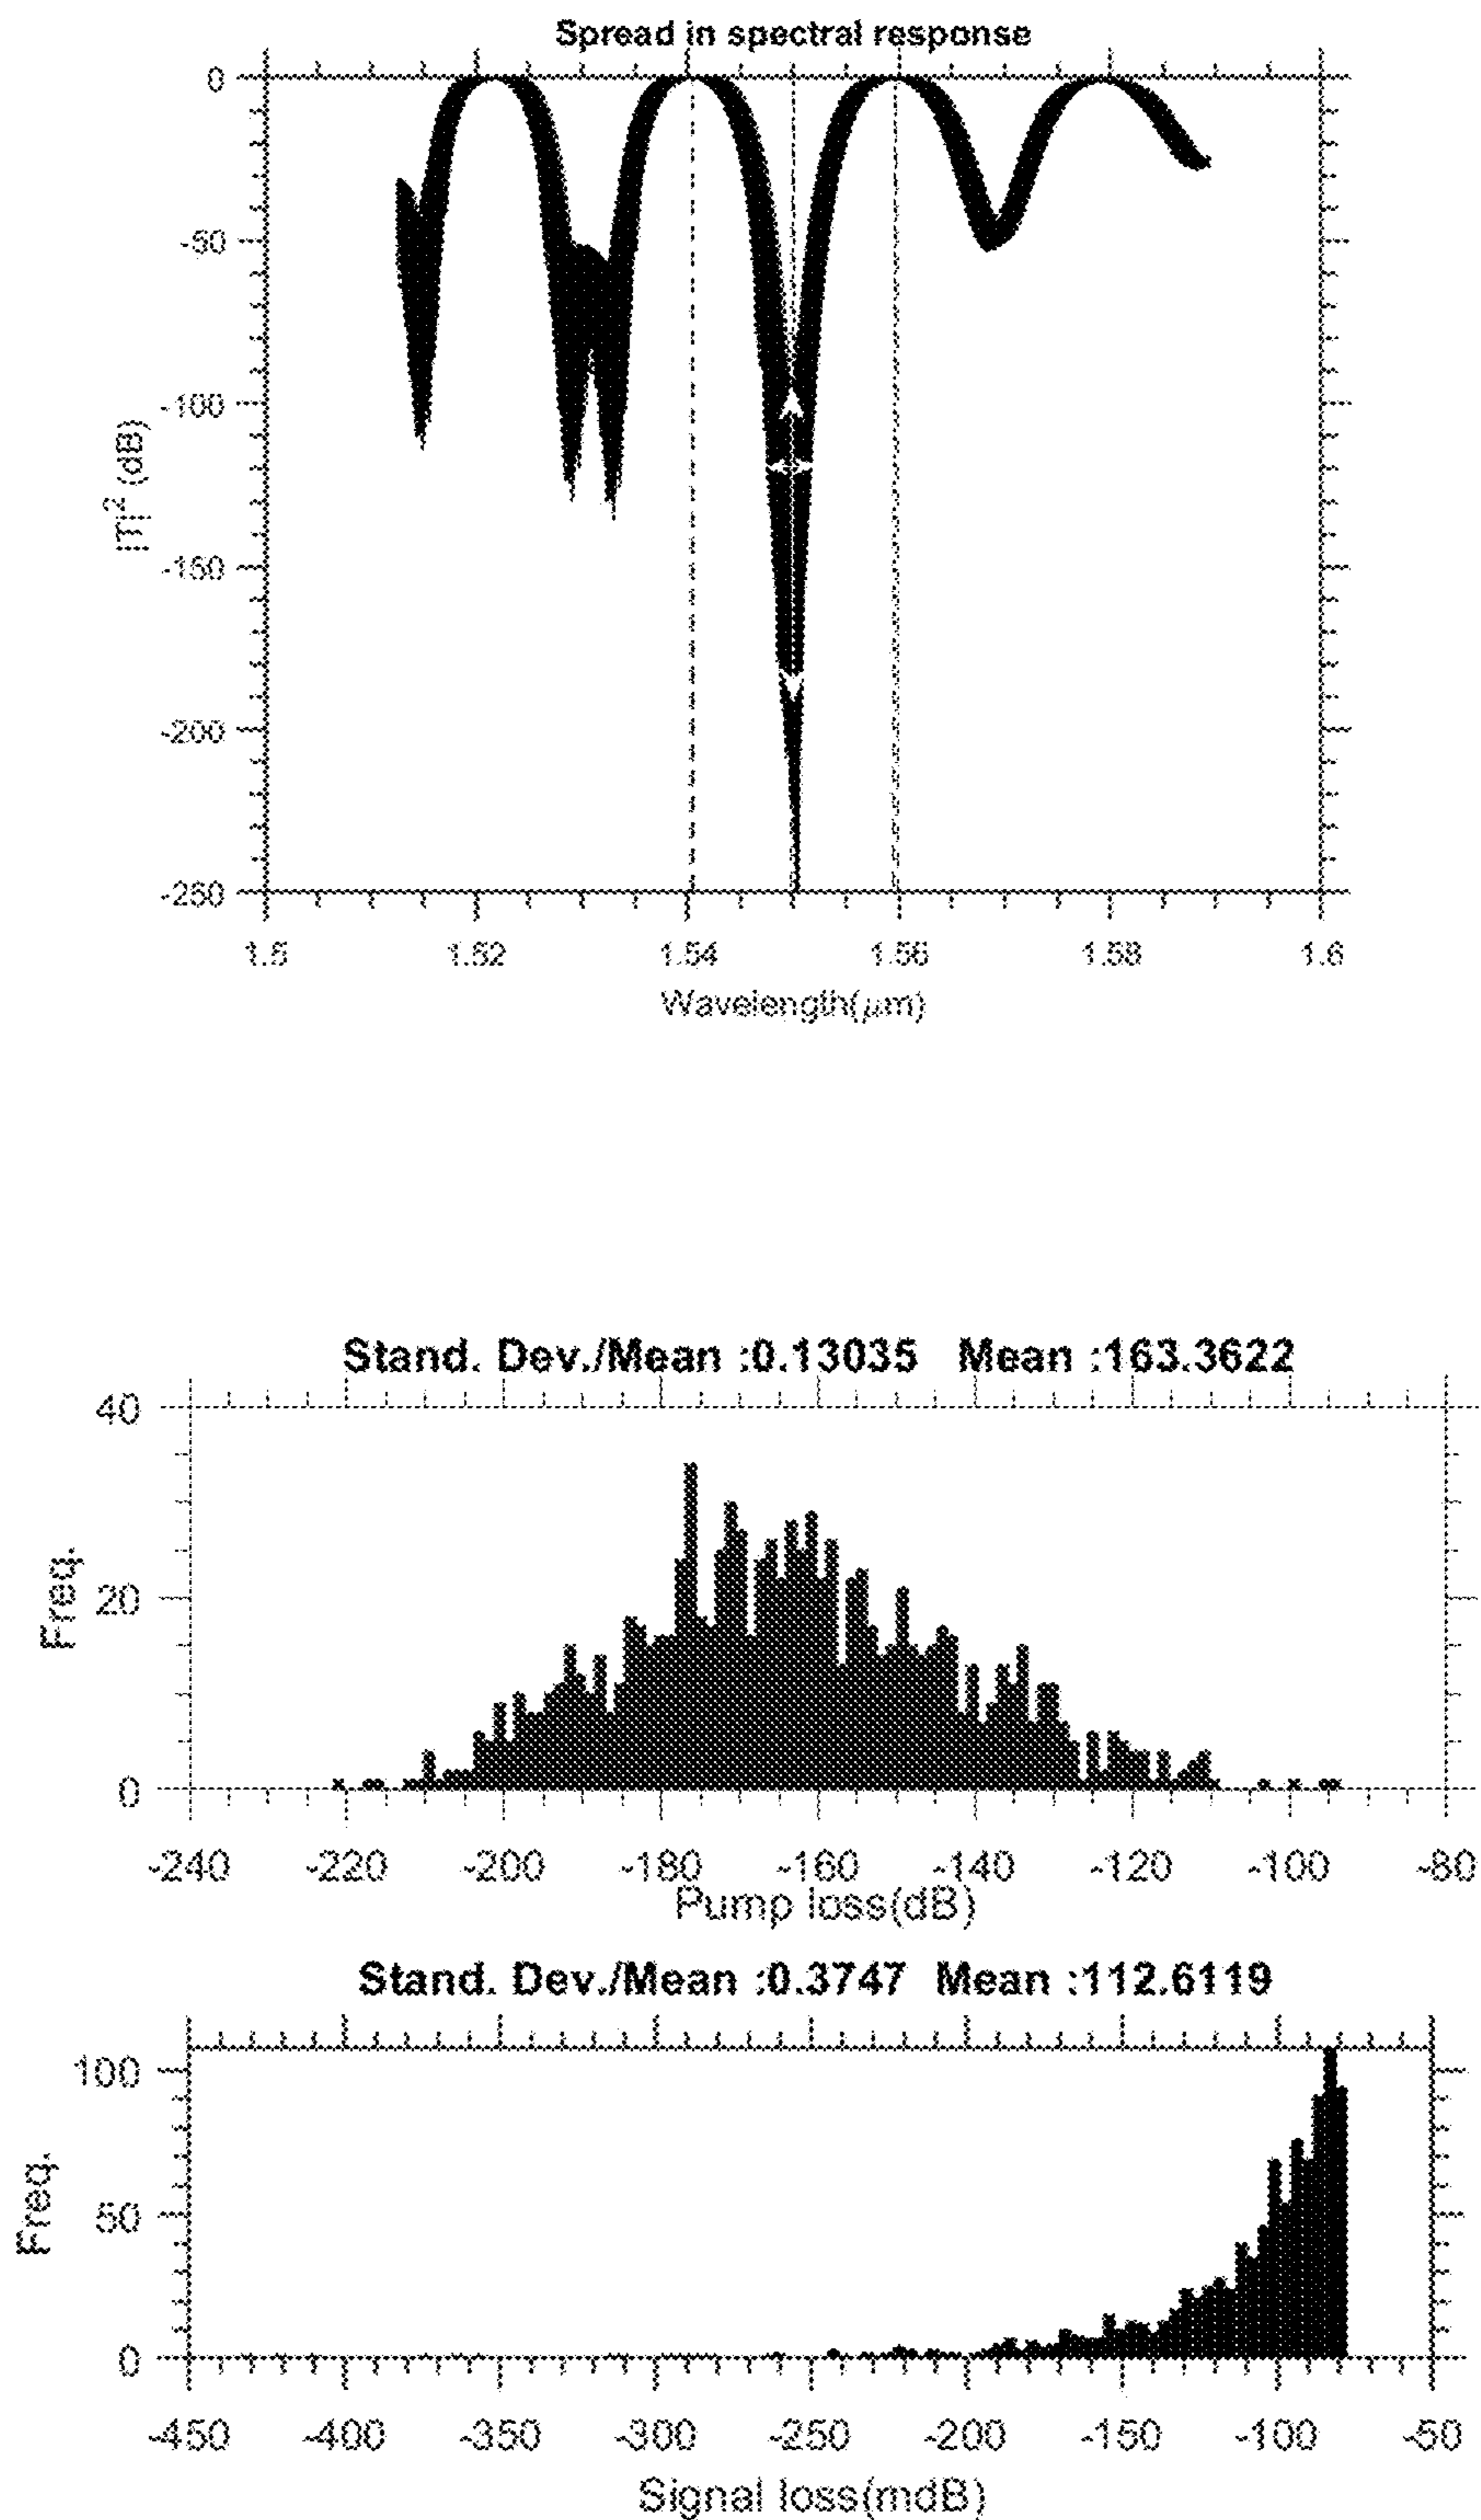 Spread in spectral response
0
-50
-100
-150
-200
-250
|T|² (dB)
1.5 1.52 1.54 1.56 1.58 1.6
Wavelength(μm)
Stand. Dev./Mean :0.13035 Mean :163.3622
40
20
0
Freq.
-240 -220 -200 -180 -160 -140 -120 -100 -80
Pump loss(dB)
Stand. Dev./Mean :0.3747 Mean :112.6119
100
50
0
Freq.
-450 -400 -350 -300 -250 -200 -150 -100 -50
Signal loss(mdB)